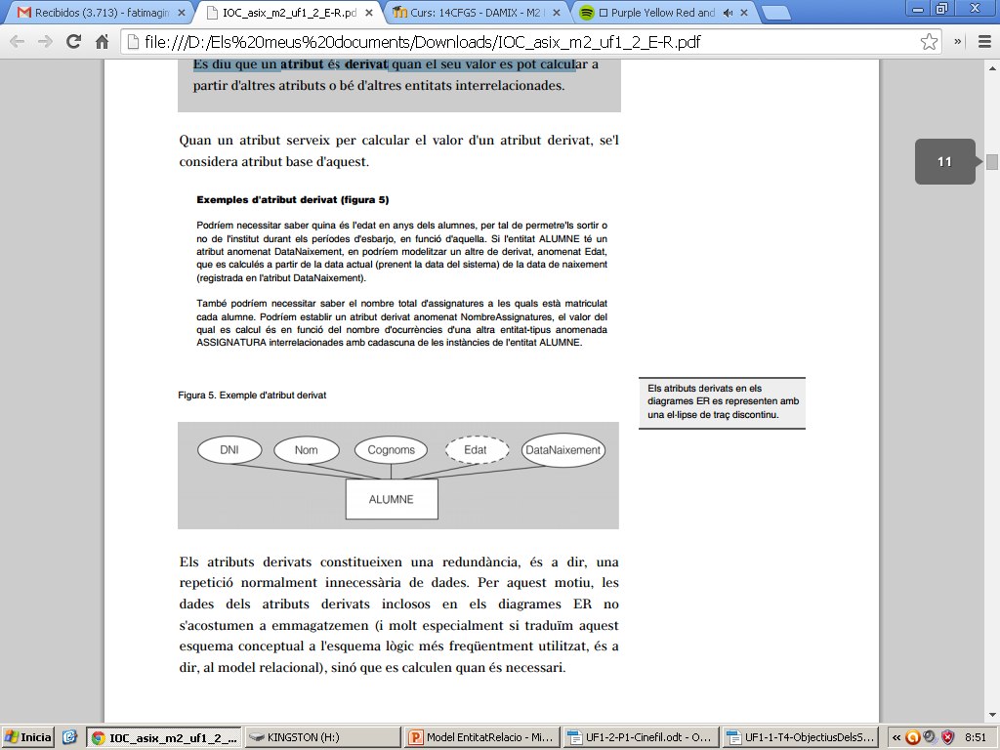 Recibidos (3.713) - fatimagin
IOC_asix_m2_uf1_2_E-R.pd
Curs: 14CFGS - DAMIX - M2
Purple Yellow Red and
file:///D:/Els%20meus%20documents/Downloads/IOC_asix_m2_uf1_2_E-R.pdf
»
Es diu que un atribut és derivat quan el seu valor es pot calcular a
partir d'altres atributs o bé d'altres entitats interrelacionades.
Quan un atribut serveix per calcular el valor d'un atribut derivat, se'l
considera atribut base d'aquest.
11
Exemples d'atribut derivat (figura 5)
Podríem necessitar saber quina és l'edat en anys dels alumnes, per tal de permetre'ls sortir o
no de l'institut durant els períodes d'esbarjo, en funció d'aquella. Si l'entitat ALUMNE té un
atribut anomenat DataNaixement, en podríem modelitzar un altre de derivat, anomenat Edat,
que es calculés a partir de la data actual (prenent la data del sistema) de la data de naixement
(registrada en l'atribut DataNaixement).
També podríem necessitar saber el nombre total d'assignatures a les quals està matriculat
cada alumne. Podríem establir un atribut derivat anomenat NombreAssignatures, el valor del
qual es calcul és en funció del nombre d'ocurrències d'una altra entitat-tipus anomenada
ASSIGNATURA interrelacionades amb cadascuna de les instàncies de l'entitat ALUMNE.
Figura 5. Exemple d'atribut derivat
Els atributs derivats en els
diagrames ER es representen amb
una el·lipse de traç discontinu.
DNI
Nom
Cognoms
Edat
DataNaixement
ALUMNE
Els atributs derivats constitueixen una redundància, és a dir, una
repetició normalment innecessària de dades. Per aquest motiu, les
dades dels atributs derivats inclosos en els diagrames ER no
s'acostumen a emmagatzemen (i molt especialment si traduïm aquest
esquema conceptual a l'esquema lògic més freqüentment utilitzat, és a
dir, al model relacional), sinó que es calculen quan és necessari.
Inicia
IOC_asix_m2_uf1_2_...
KINGSTON (H:)
Model EntitatRelacio - Mi...
UF1-2-P1-Cinefil.odt - O...
UF1-1-T4-ObjectiusDelsS...
«
8:51